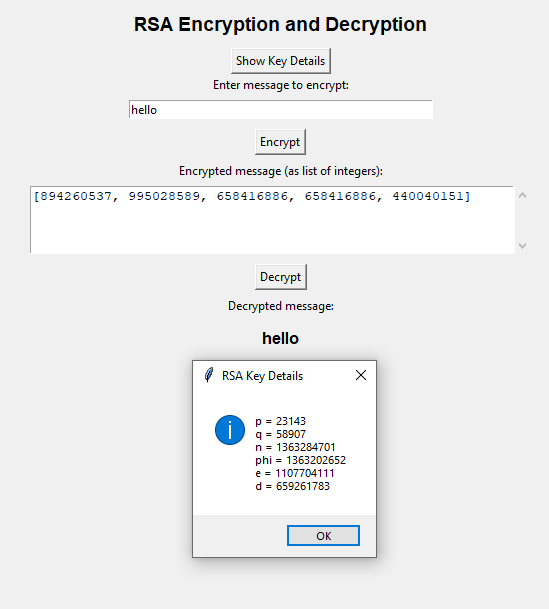 RSA Encryption and Decryption
Show Key Details
Enter message to encrypt:
hello
Encrypt
Encrypted message (as list of integers):
[894260537, 995028589, 658416886, 658416886, 440040151]
Decrypt
Decrypted message:
hello
RSA Key Details
p = 23143
q = 58907
n = 1363284701
phi = 1363202652
e = 1107704111
d = 659261783
OK